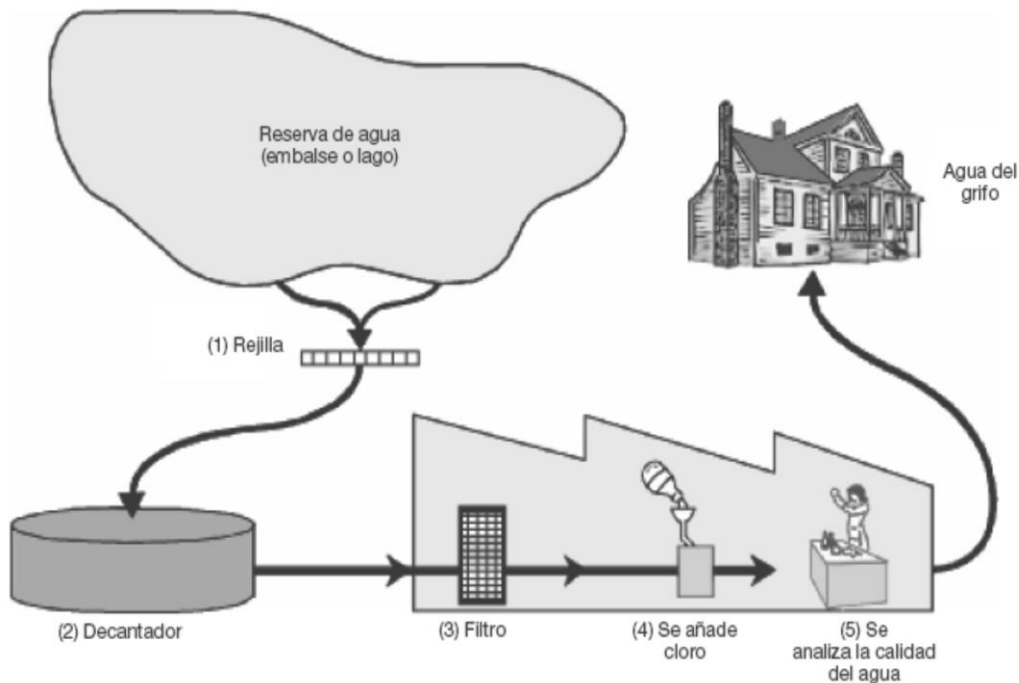 Reserva de agua
(embalse o lago)
Agua del
grifo
(1) Rejilla
(2) Decantador
(3) Filtro
(4) Se añade
cloro
(5) Se
analiza la calidad
del agua